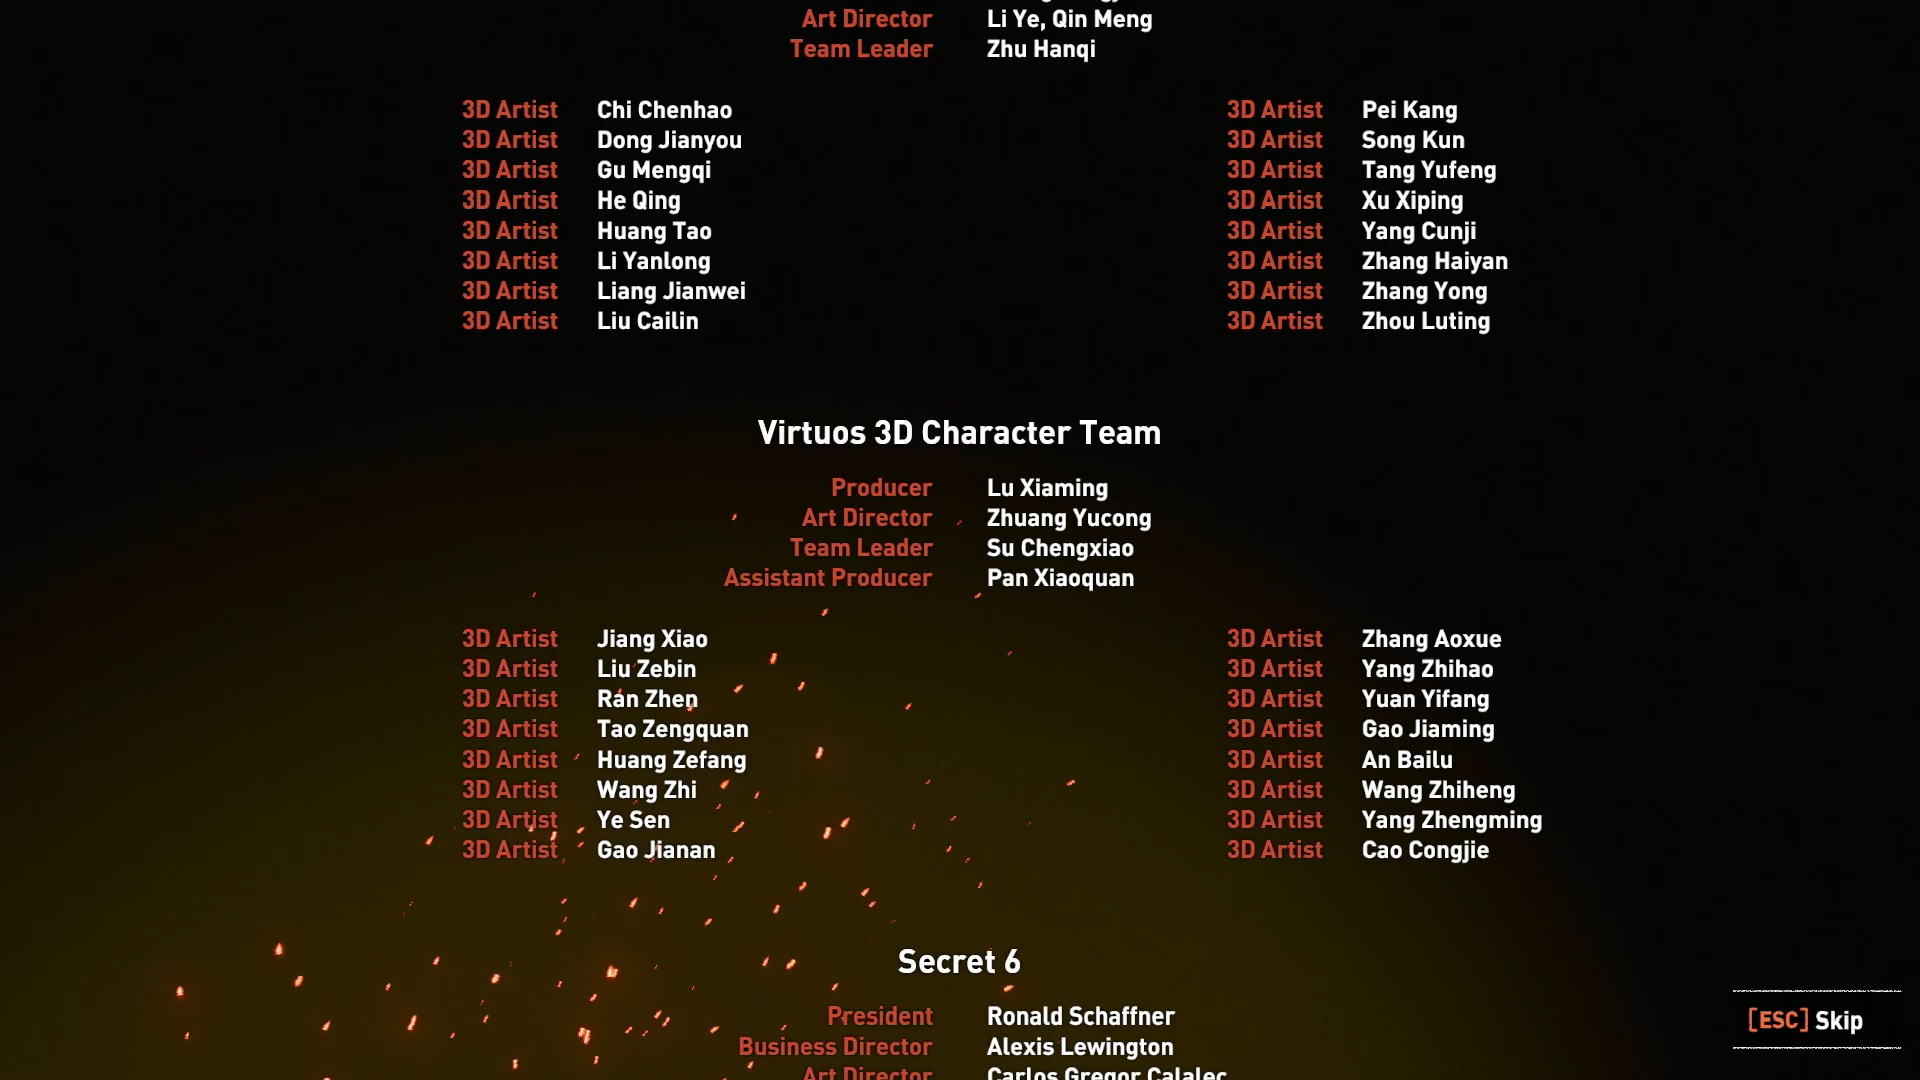 Art Director Li Ye, Qin Meng
Team Leader Zhu Hanqi
3D Artist Chi Chenhao 3D Artist Pei Kang
3D Artist Dong Jianyou 3D Artist Song Kun
3D Artist Gu Mengqi 3D Artist Tang Yufeng
3D Artist He Qing 3D Artist Xu Xiping
3D Artist Huang Tao 3D Artist Yang Cunji
3D Artist Li Yanlong 3D Artist Zhang Haiyan
3D Artist Liang Jianwei 3D Artist Zhang Yong
3D Artist Liu Cailin 3D Artist Zhou Luting
Virtuos 3D Character Team
Producer Lu Xiaming
Art Director Zhuang Yucong
Team Leader Su Chengxiao
Assistant Producer Pan Xiaoquan
3D Artist Jiang Xiao 3D Artist Zhang Aoxue
3D Artist Liu Zebin 3D Artist Yang Zhihao
3D Artist Ran Zhen 3D Artist Yuan Yifang
3D Artist Tao Zengquan 3D Artist Gao Jiaming
3D Artist Huang Zefang 3D Artist An Bailu
3D Artist Wang Zhi 3D Artist Wang Zhiheng
3D Artist Ye Sen 3D Artist Yang Zhengming
3D Artist Gao Jianan 3D Artist Cao Congjie
Secret 6
President Ronald Schaffner
[ESC] Skip
Business Director Alexis Lewington
Art Director Carlos Gregor Calalec